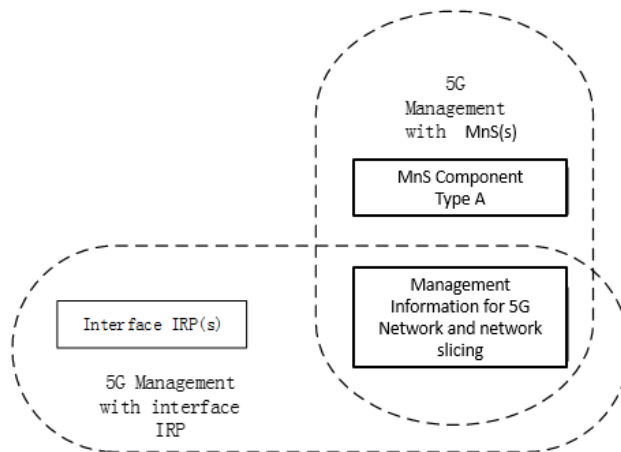 5G
Management
with MnS(s)
MnS Component
Type A
Management
Information for 5G
Network and network
slicing
Interface IRP(s)
5G Management
with interface
IRP